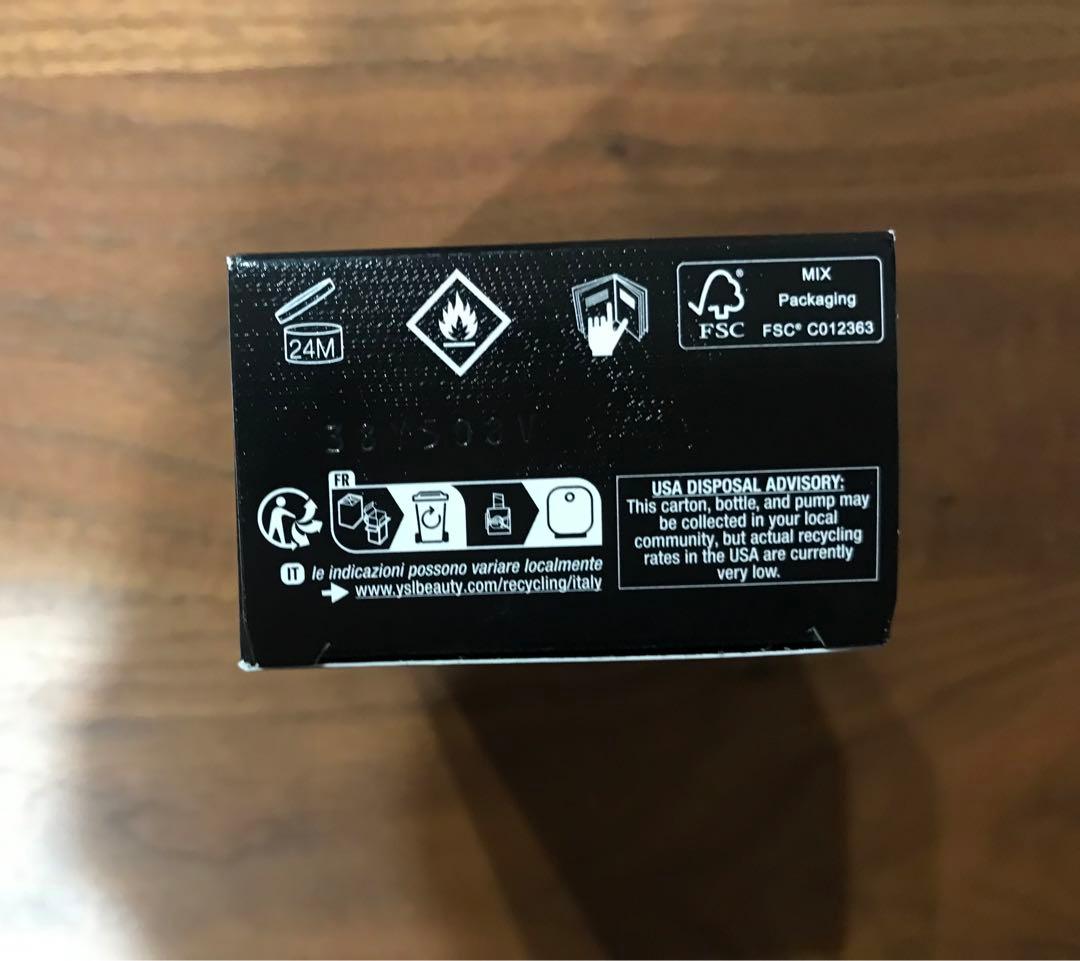 24M
FSC®
MIX
Packaging
FSC® C012363
38Y500V
FR
IT le indicazioni possono variare localmente
www.yslbeauty.com/recycling/italy
USA DISPOSAL ADVISORY:
This carton, bottle, and pump may
be collected in your local
community, but actual recycling
rates in the USA are currently
very low.